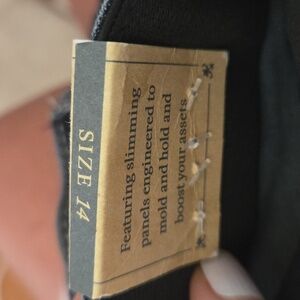 SIZE 14
Featuring slimming
panels engineered to
mold and hold and
boost your assets